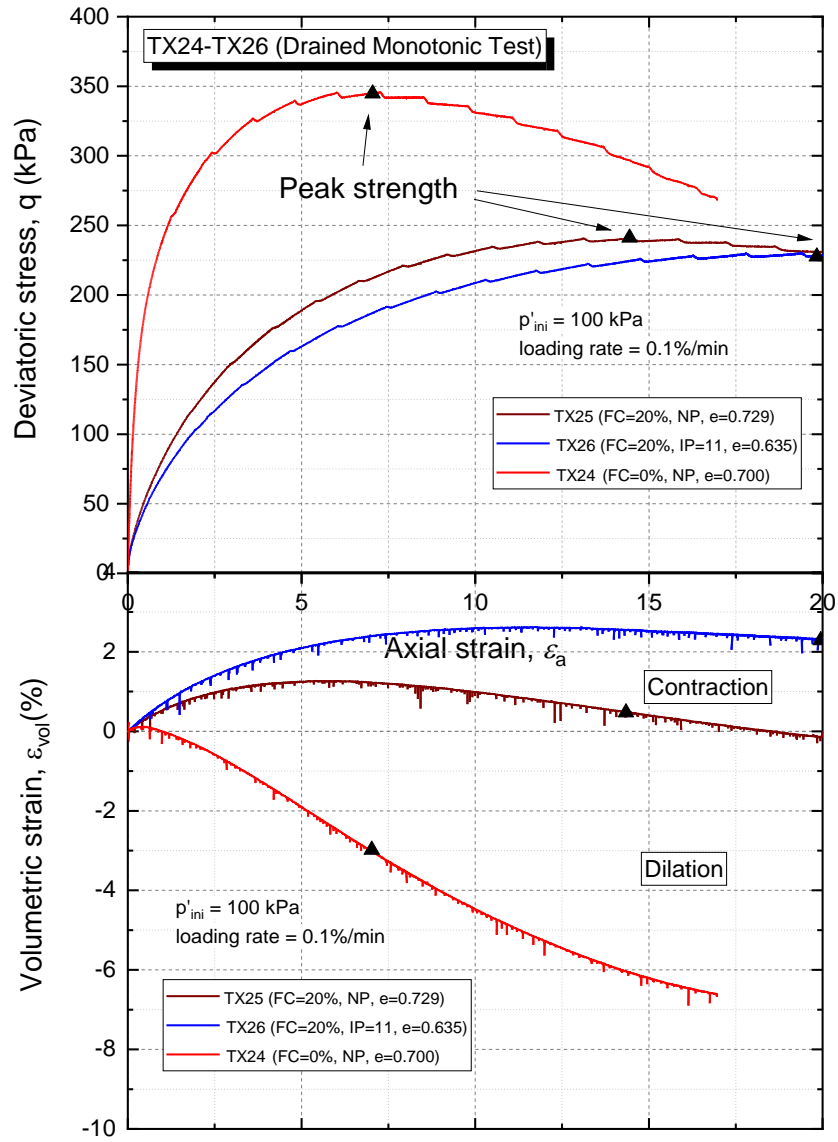 400
TX24-TX26 (Drained Monotonic Test)
350
300
Peak strength
250
200
p'ini = 100 kPa
loading rate = 0.1%/min
150
TX25 (FC=20%, NP, e=0.729)
TX26 (FC=20%, IP=11, e=0.635)
TX24 (FC=0%, NP, e=0.700)
100
50
0
Deviatoric stress, q (kPa)
4
0 5 10 15 20
Axial strain, εa
2
Contraction
0
-2
Dilation
-4
p'ini = 100 kPa
loading rate = 0.1%/min
-6
TX25 (FC=20%, NP, e=0.729)
TX26 (FC=20%, IP=11, e=0.635)
TX24 (FC=0%, NP, e=0.700)
-8
-10
Volumetric strain, εvol(%)